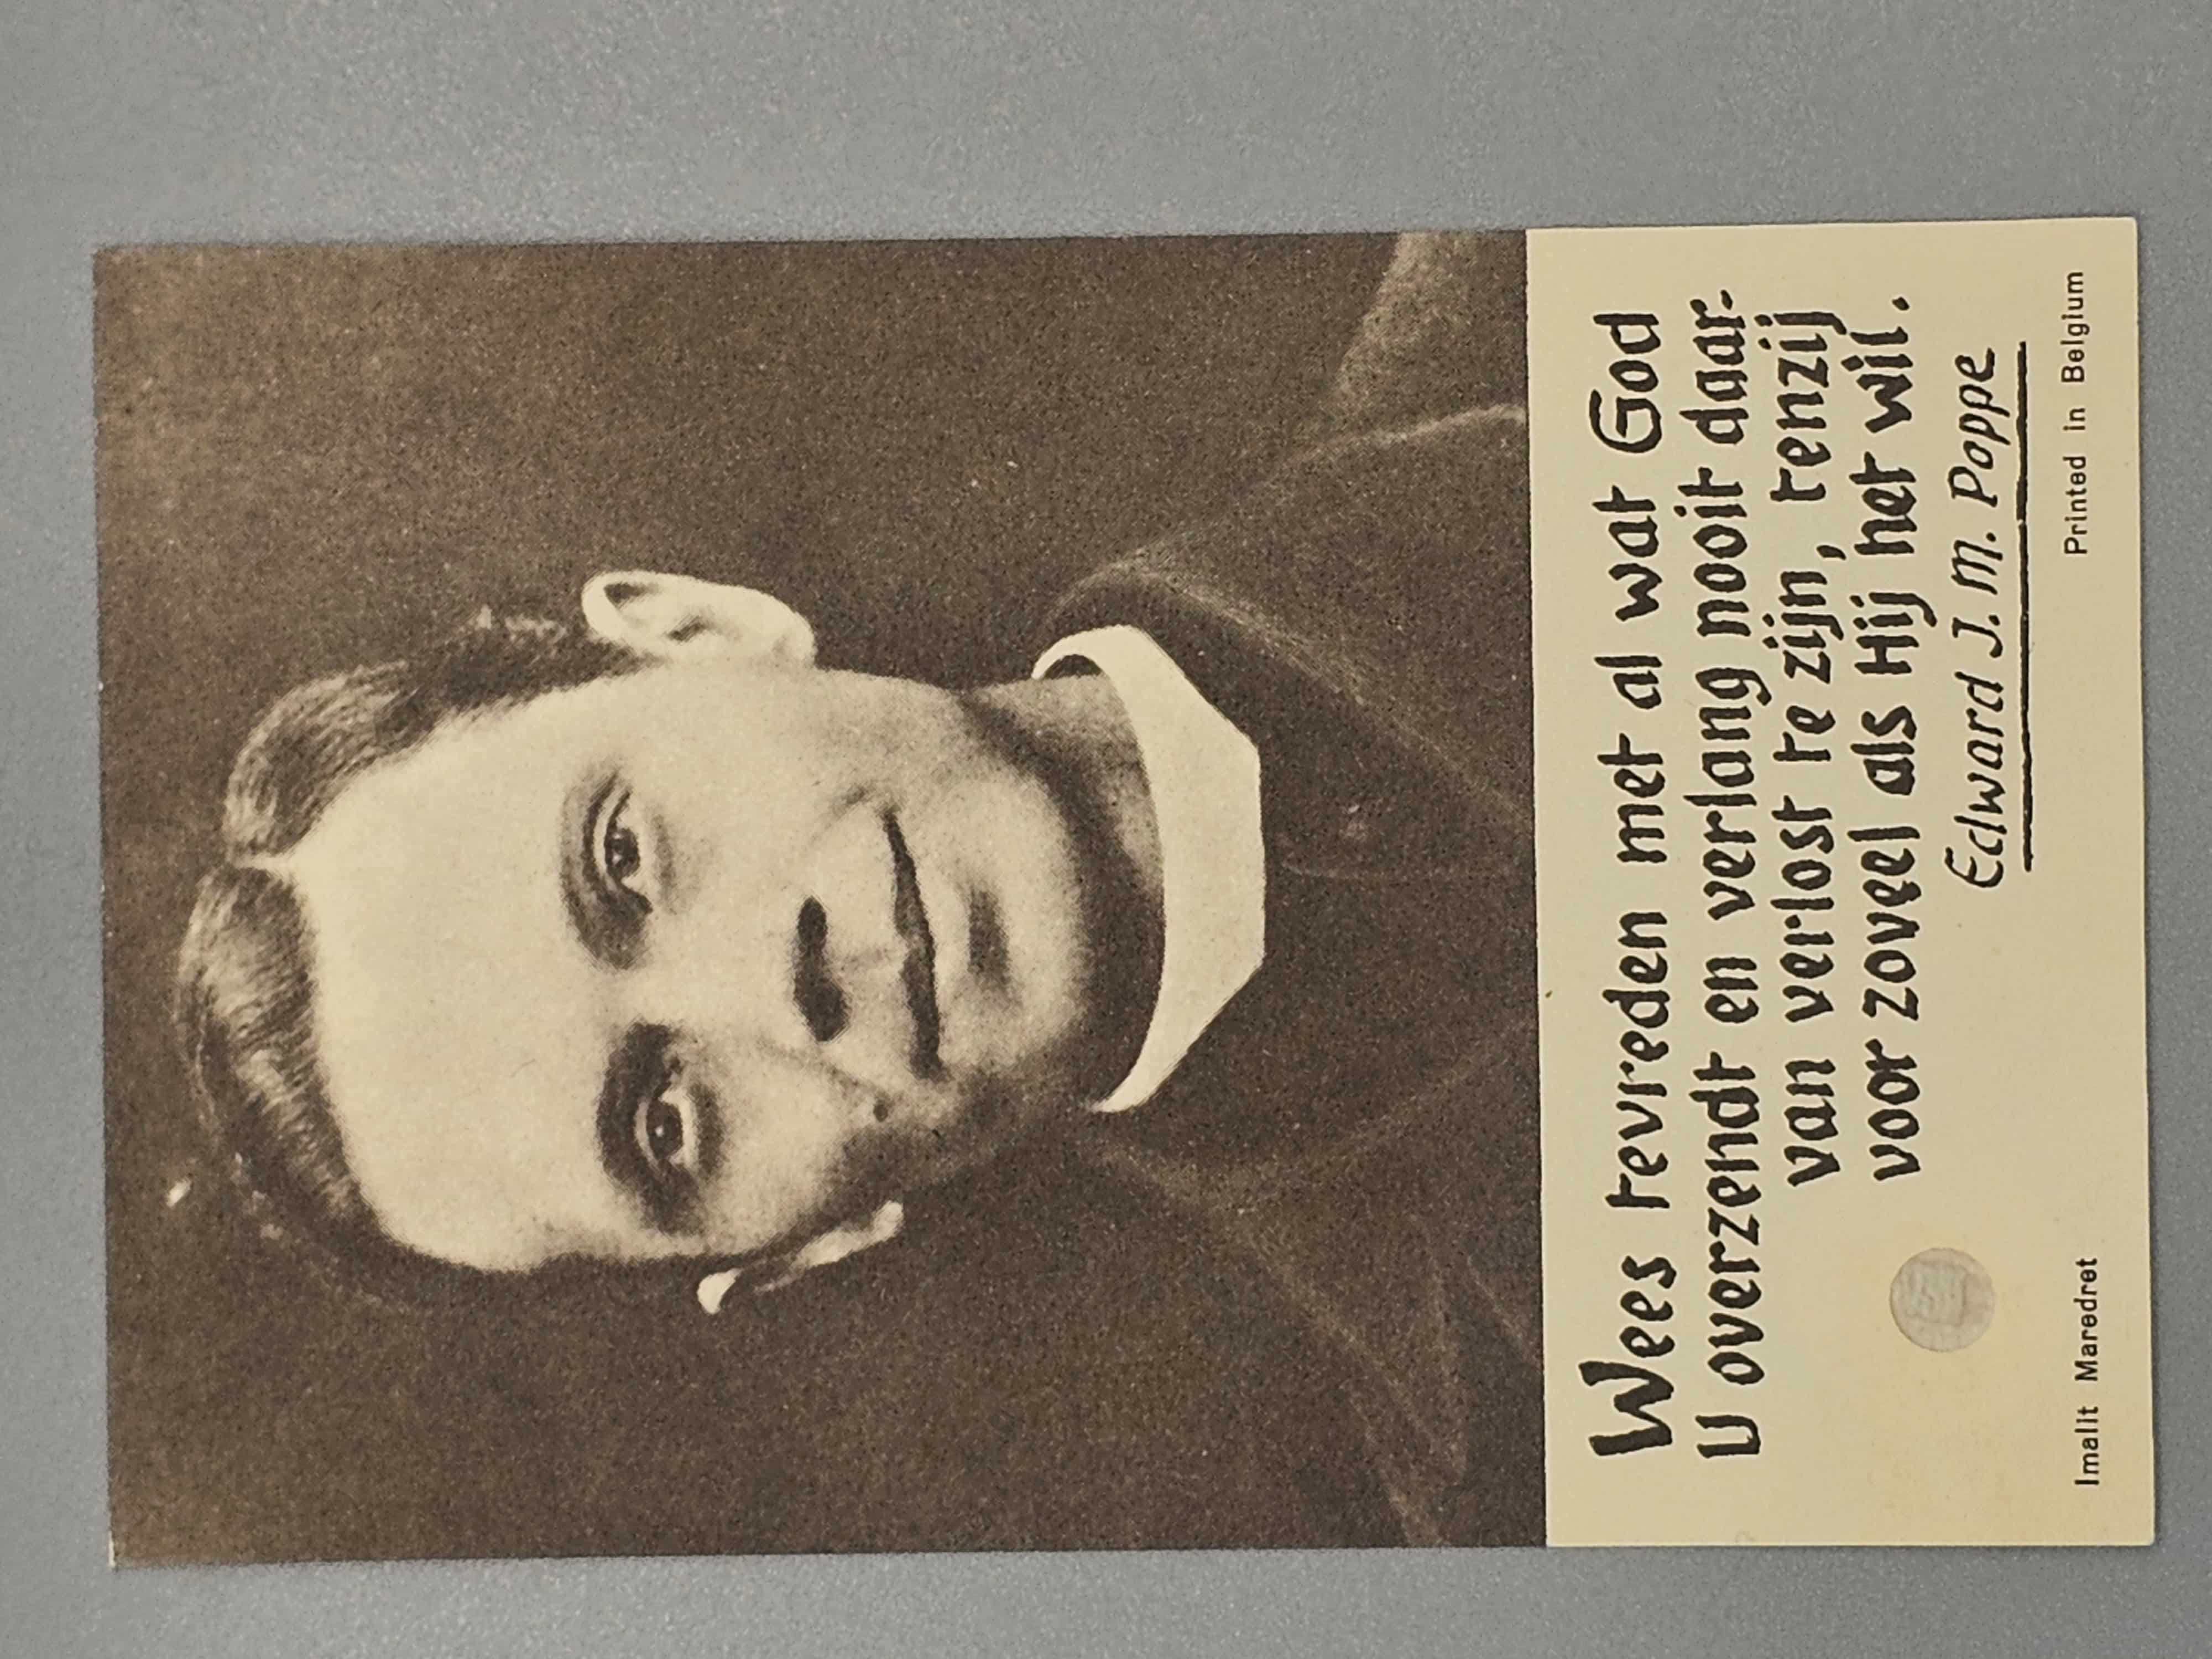 Wees tevreden met al wat God
U overzendt en verlang nooit daar-
van verlost te zijn, tenzij
voor zoveel als Hij het wil.
Edward J. M. Poppe
Imalit Maredret Printed in Belgium